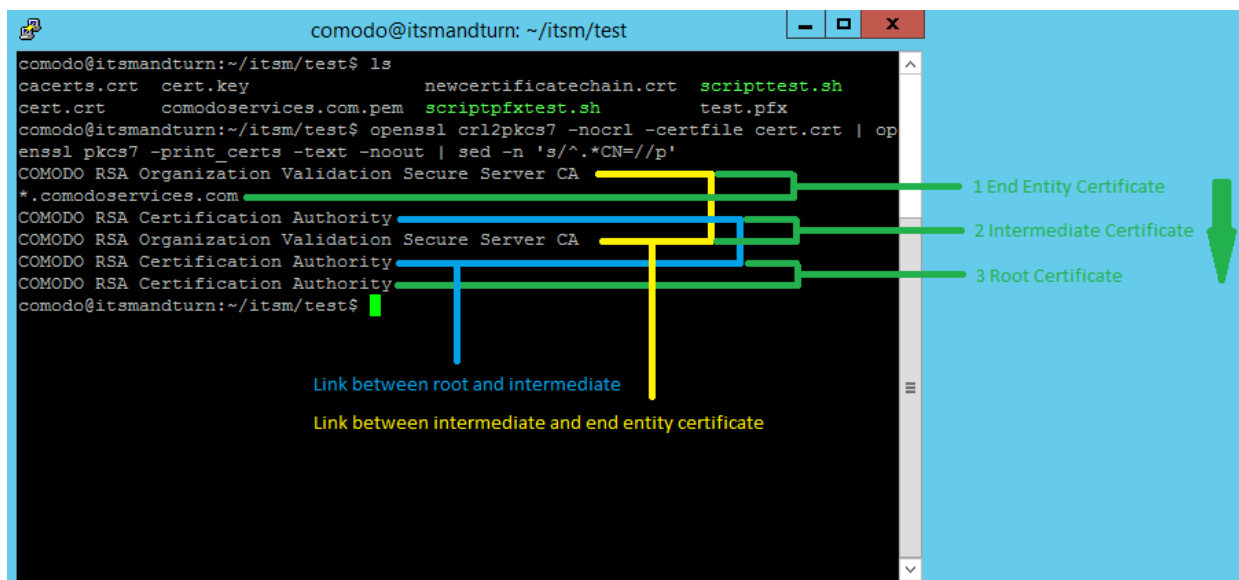 comodo@itsmandturn: ~/itsm/test
comodo@itsmandturn:~/itsm/test$ ls
cacerts.crt  cert.key                newcertificatechain.crt  scripttest.sh
cert.crt     comodoservices.com.pem  scriptpfxtest.sh         test.pfx
comodo@itsmandturn:~/itsm/test$ openssl crl2pkcs7 -nocrl -certfile cert.crt | op
enssl pkcs7 -print_certs -text -noout | sed -n 's/^.*CN=//p'
COMODO RSA Organization Validation Secure Server CA
*.comodoservices.com
COMODO RSA Certification Authority
COMODO RSA Organization Validation Secure Server CA
COMODO RSA Certification Authority
COMODO RSA Certification Authority
comodo@itsmandturn:~/itsm/test$
1 End Entity Certificate
2 Intermediate Certificate
3 Root Certificate
Link between root and intermediate
Link between intermediate and end entity certificate